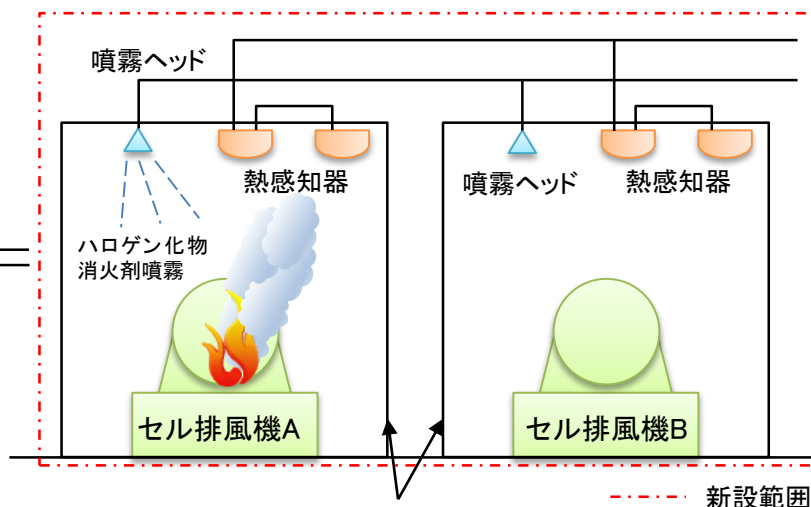 噴霧ヘッド
熱感知器
噴霧ヘッド
熱感知器
ハロゲン化物
消火剤噴霧
セル排風機A
セル排風機B
新設範囲